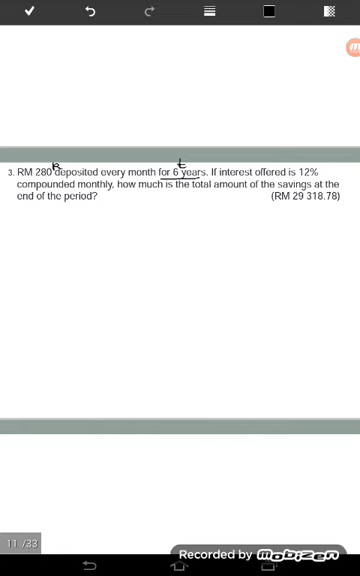 R t
3. RM 280 deposited every month for 6 years. If interest offered is 12%
compounded monthly, how much is the total amount of the savings at the
end of the period? (RM 29 318.78)
11 /33
Recorded by mobizen